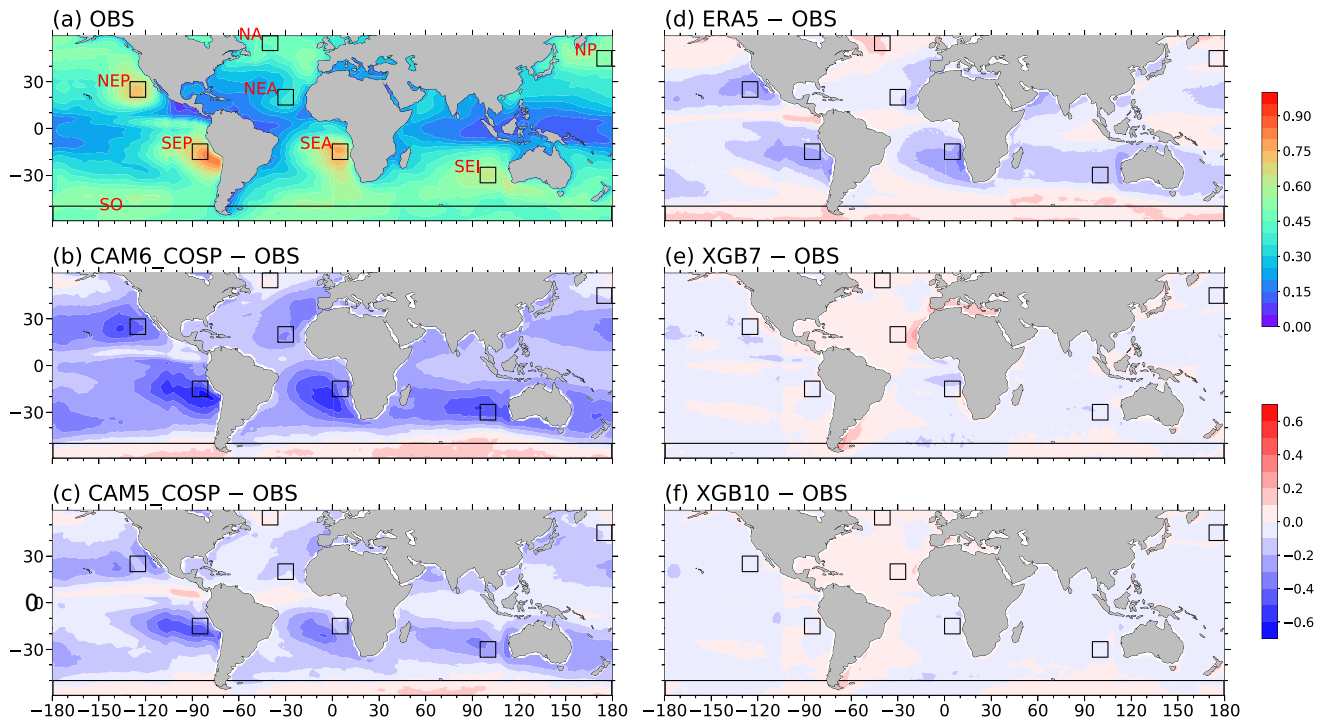 (a) OBS
NA
NP
NEP
NEA
SEP
SEA
SEI
SO
30
0
−30
(b) CAM6_COSP − OBS
30
0
−30
(c) CAM5_COSP − OBS
30
0
0
−30
−180 −150 −120 −90 −60 −30 0 30 60 90 120 150 180
(d) ERA5 − OBS
(e) XGB7 − OBS
(f) XGB10 − OBS
−180 −150 −120 −90 −60 −30 0 30 60 90 120 150 180
0.90
0.75
0.60
0.45
0.30
0.15
0.00
0.6
0.4
0.2
0.0
−0.2
−0.4
−0.6